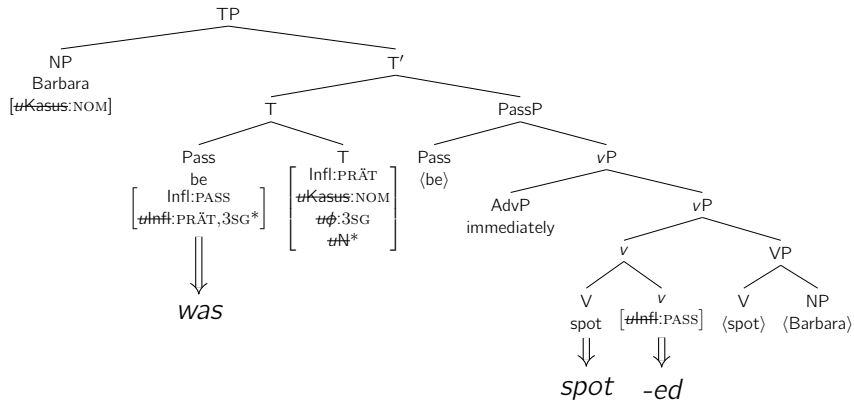 TP
NP T′
Barbara
[uKasus:NOM]
T PassP
Pass T Pass vP
be ⟨be⟩
[Infl:PASS
uInfl:PRÄT,3SG*]
[Infl:PRÄT
uKasus:NOM
uϕ:3SG
uN*]
AdvP vP
immediately
v VP
V v V NP
spot [uInfl:PASS] ⟨spot⟩ ⟨Barbara⟩
was
spot -ed